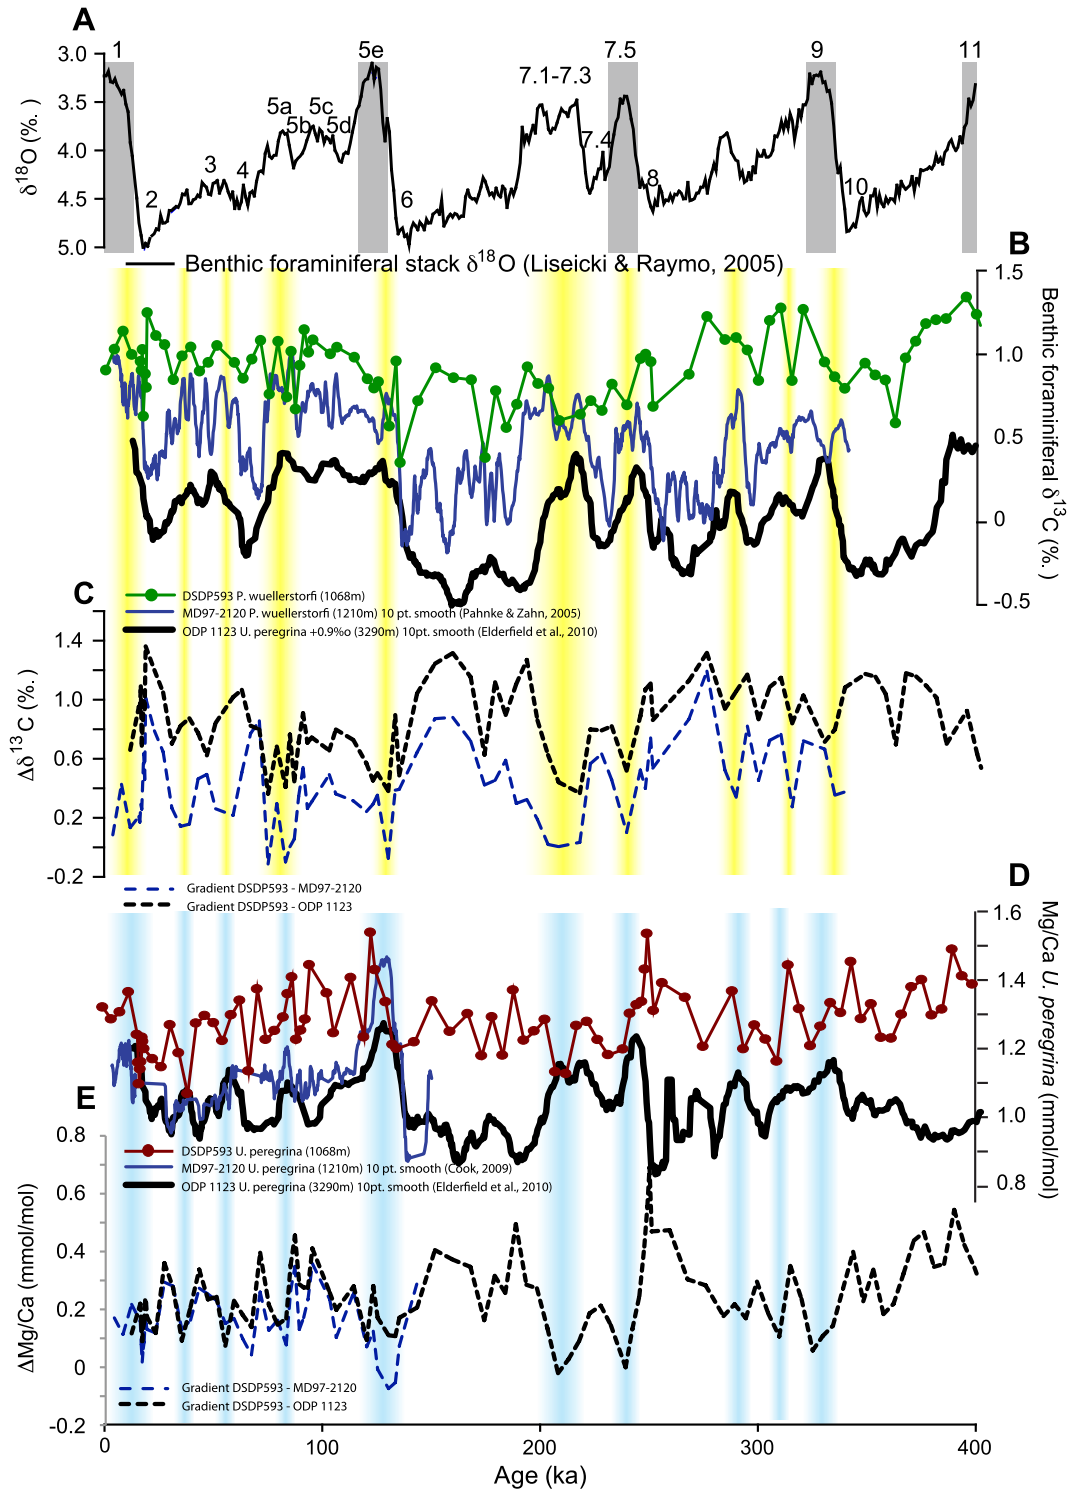 A
1
5e
7.5
9
11
3.0
7.1-7.3
3.5
5a
5c
5b
5d
7.4
4.0
3
4
8
10
4.5
2
6
5.0
δ18O (%. )
Benthic foraminiferal stack δ18O (Liseicki & Raymo, 2005)
B
1.5
1.0
0.5
0
-0.5
Benthic foraminiferal δ13C (%. )
C
DSDP593 P. wuellerstorfi (1068m)
MD97-2120 P. wuellerstorfi (1210m) 10 pt. smooth (Pahnke & Zahn, 2005)
ODP 1123 U. peregrina +0.9%o (3290m) 10pt. smooth (Elderfield et al., 2010)
1.4
1.0
0.6
0.2
-0.2
Δδ13C (%. )
Gradient DSDP593 - MD97-2120
Gradient DSDP593 - ODP 1123
D
1.6
1.4
1.2
1.0
0.8
Mg/Ca U. peregrina (mmol/mol)
E
DSDP593 U. peregrina (1068m)
MD97-2120 U. peregrina (1210m) 10 pt. smooth (Cook, 2009)
ODP 1123 U. peregrina (3290m) 10pt. smooth (Elderfield et al., 2010)
0.8
0.6
0.4
0.2
0
-0.2
ΔMg/Ca (mmol/mol)
Gradient DSDP593 - MD97-2120
Gradient DSDP593 - ODP 1123
0
100
200
300
400
Age (ka)